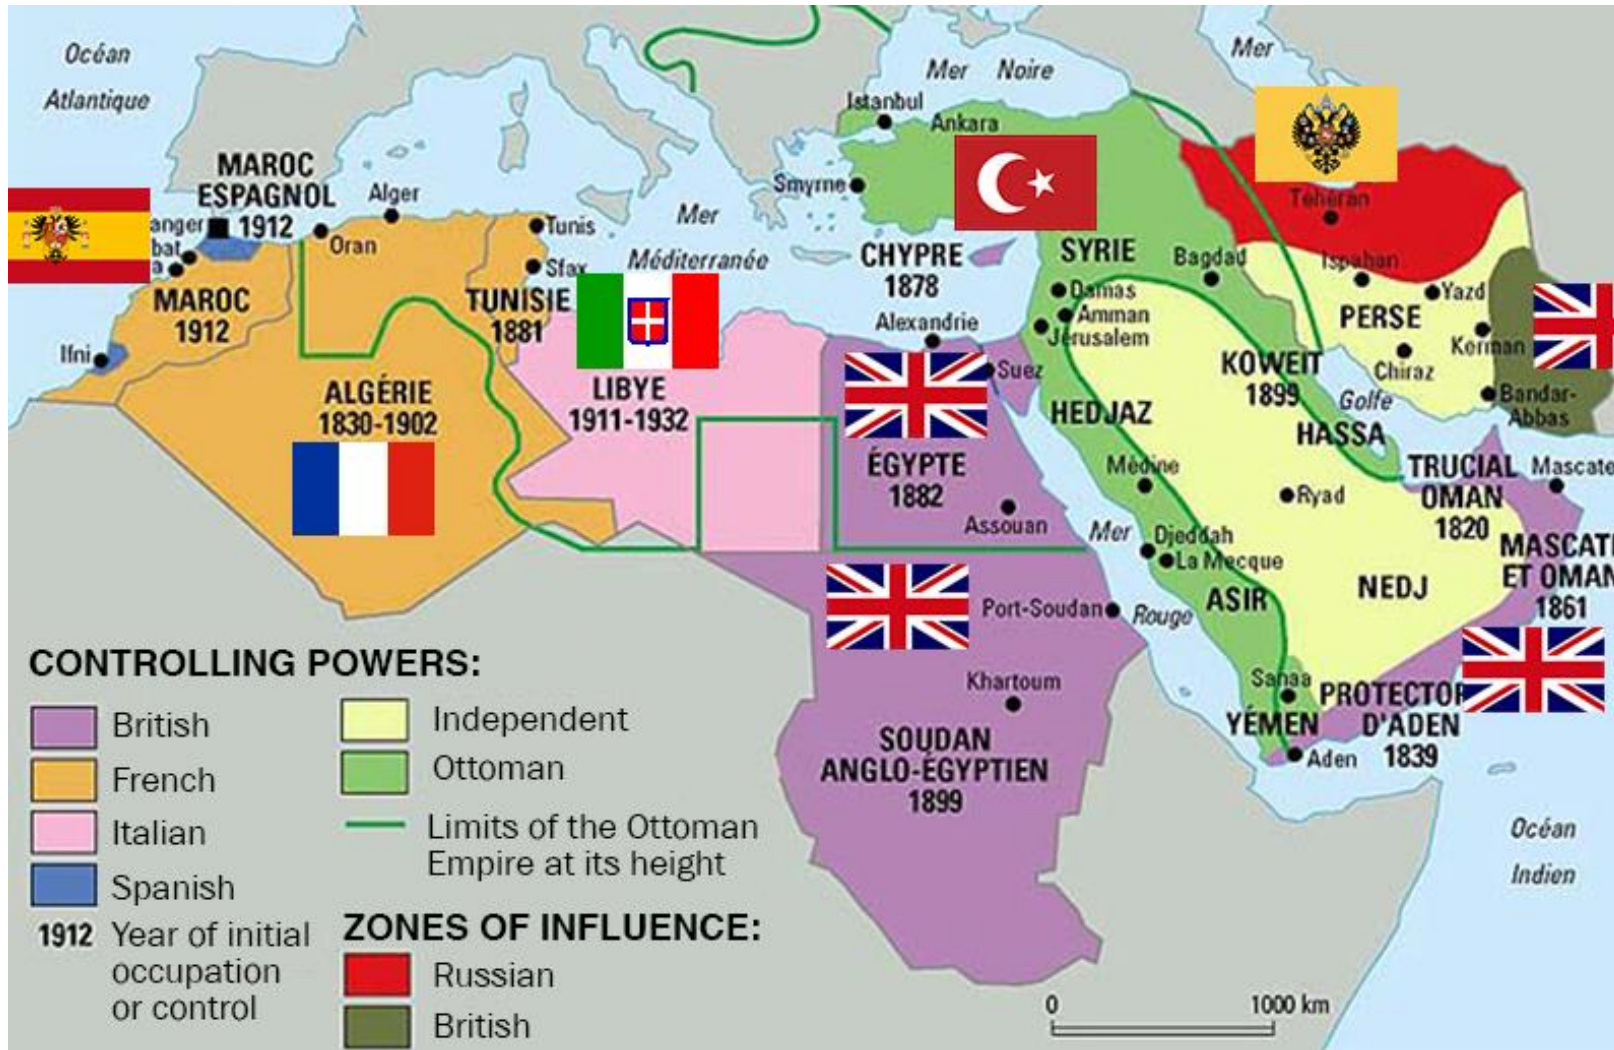 Océan
Atlantique
Mer
Mer Noire
Istanbul
Ankara
MAROC
ESPAGNOL
1912
Alger
Smyrne
Téhéran
anger
bat
a
Oran
Tunis
Mer
Méditerranée
Sfax
CHYPRE
1878
SYRIE
Bagdad
Ispahan
Yazd
MAROC
1912
TUNISIE
1881
Damas
Amman
Jérusalem
Alexandrie
PERSE
Kerman
Ifni
Suez
KOWEIT
1899
Chiraz
Golfe
Bandar-
Abbas
ALGÉRIE
1830-1902
LIBYE
1911-1932
HEDJAZ
HASSA
ÉGYPTE
1882
Médine
Ryad
TRUCIAL
OMAN
1820
Mascate
Assouan
Mer
Djeddah
La Mecque
MASCATE
ET OMAN
1861
NEDJ
ASIR
Port-Soudan
Rouge
Khartoum
Sanaa
PROTECTOR
D'ADEN
1839
YÉMEN
Aden
SOUDAN
ANGLO-ÉGYPTIEN
1899
Océan
Indien
CONTROLLING POWERS:
British
French
Italian
Spanish
1912 Year of initial
occupation
or control
Independent
Ottoman
Limits of the Ottoman
Empire at its height
ZONES OF INFLUENCE:
Russian
British
0 1000 km